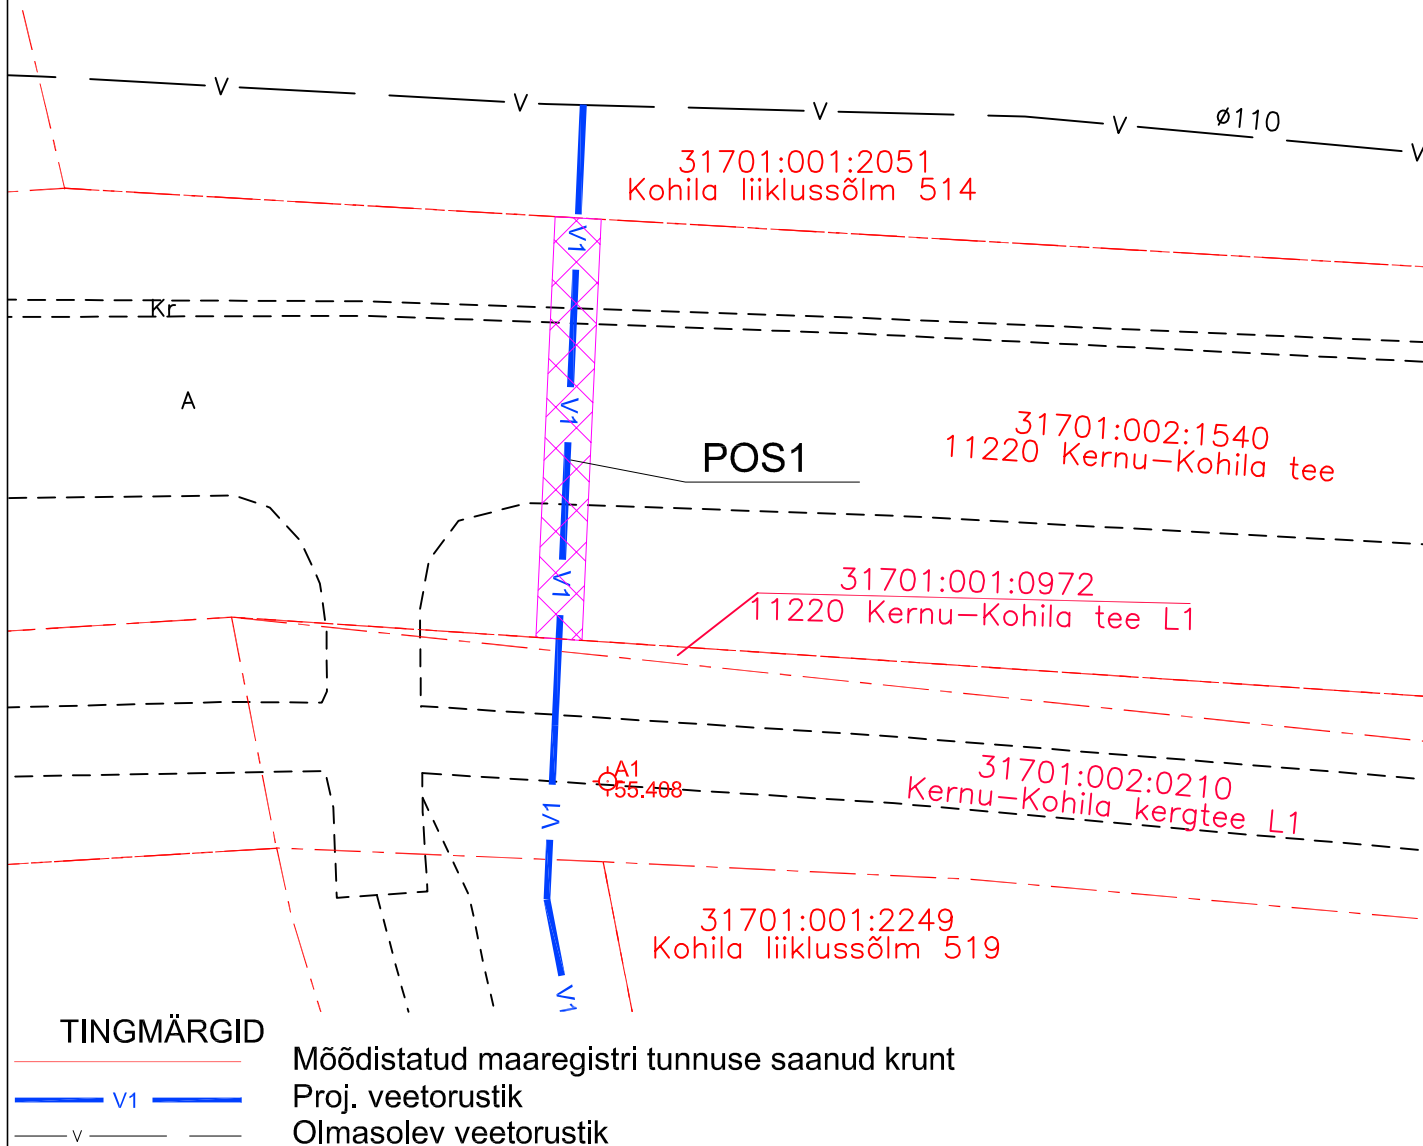 V
V
V
V
V
ø110
31701:001:2051
Kohila liiklussõlm 514
V1
Kr
A
V1
31701:002:1540
11220 Kernu-Kohila tee
POS1
V1
31701:001:0972
11220 Kernu-Kohila tee L1
A1
55.408
31701:002:0210
Kernu-Kohila kergtee L1
V1
31701:001:2249
Kohila liiklussõlm 519
V1
TINGMÄRGID
Mõõdistatud maaregistri tunnuse saanud krunt
V1
Proj. veetorustik
V
Olmasolev veetorustik